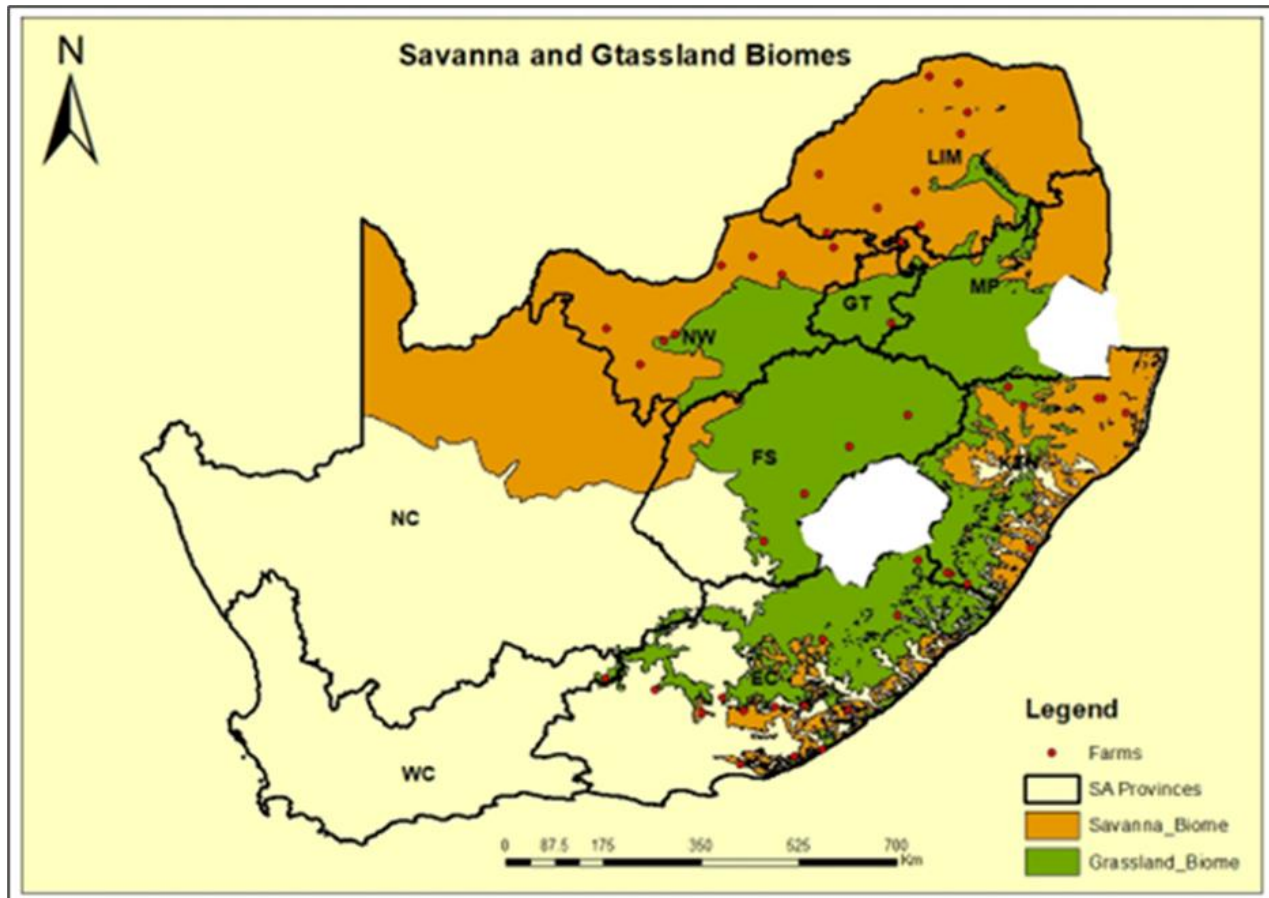 N
Savanna and Gtassland Biomes
LIM
MP
GT
NW
FS
KZN
NC
EC
WC
Legend
Farms
SA Provinces
Savanna_Biome
Grassland_Biome
0 87.5 175 350 525 700
Km